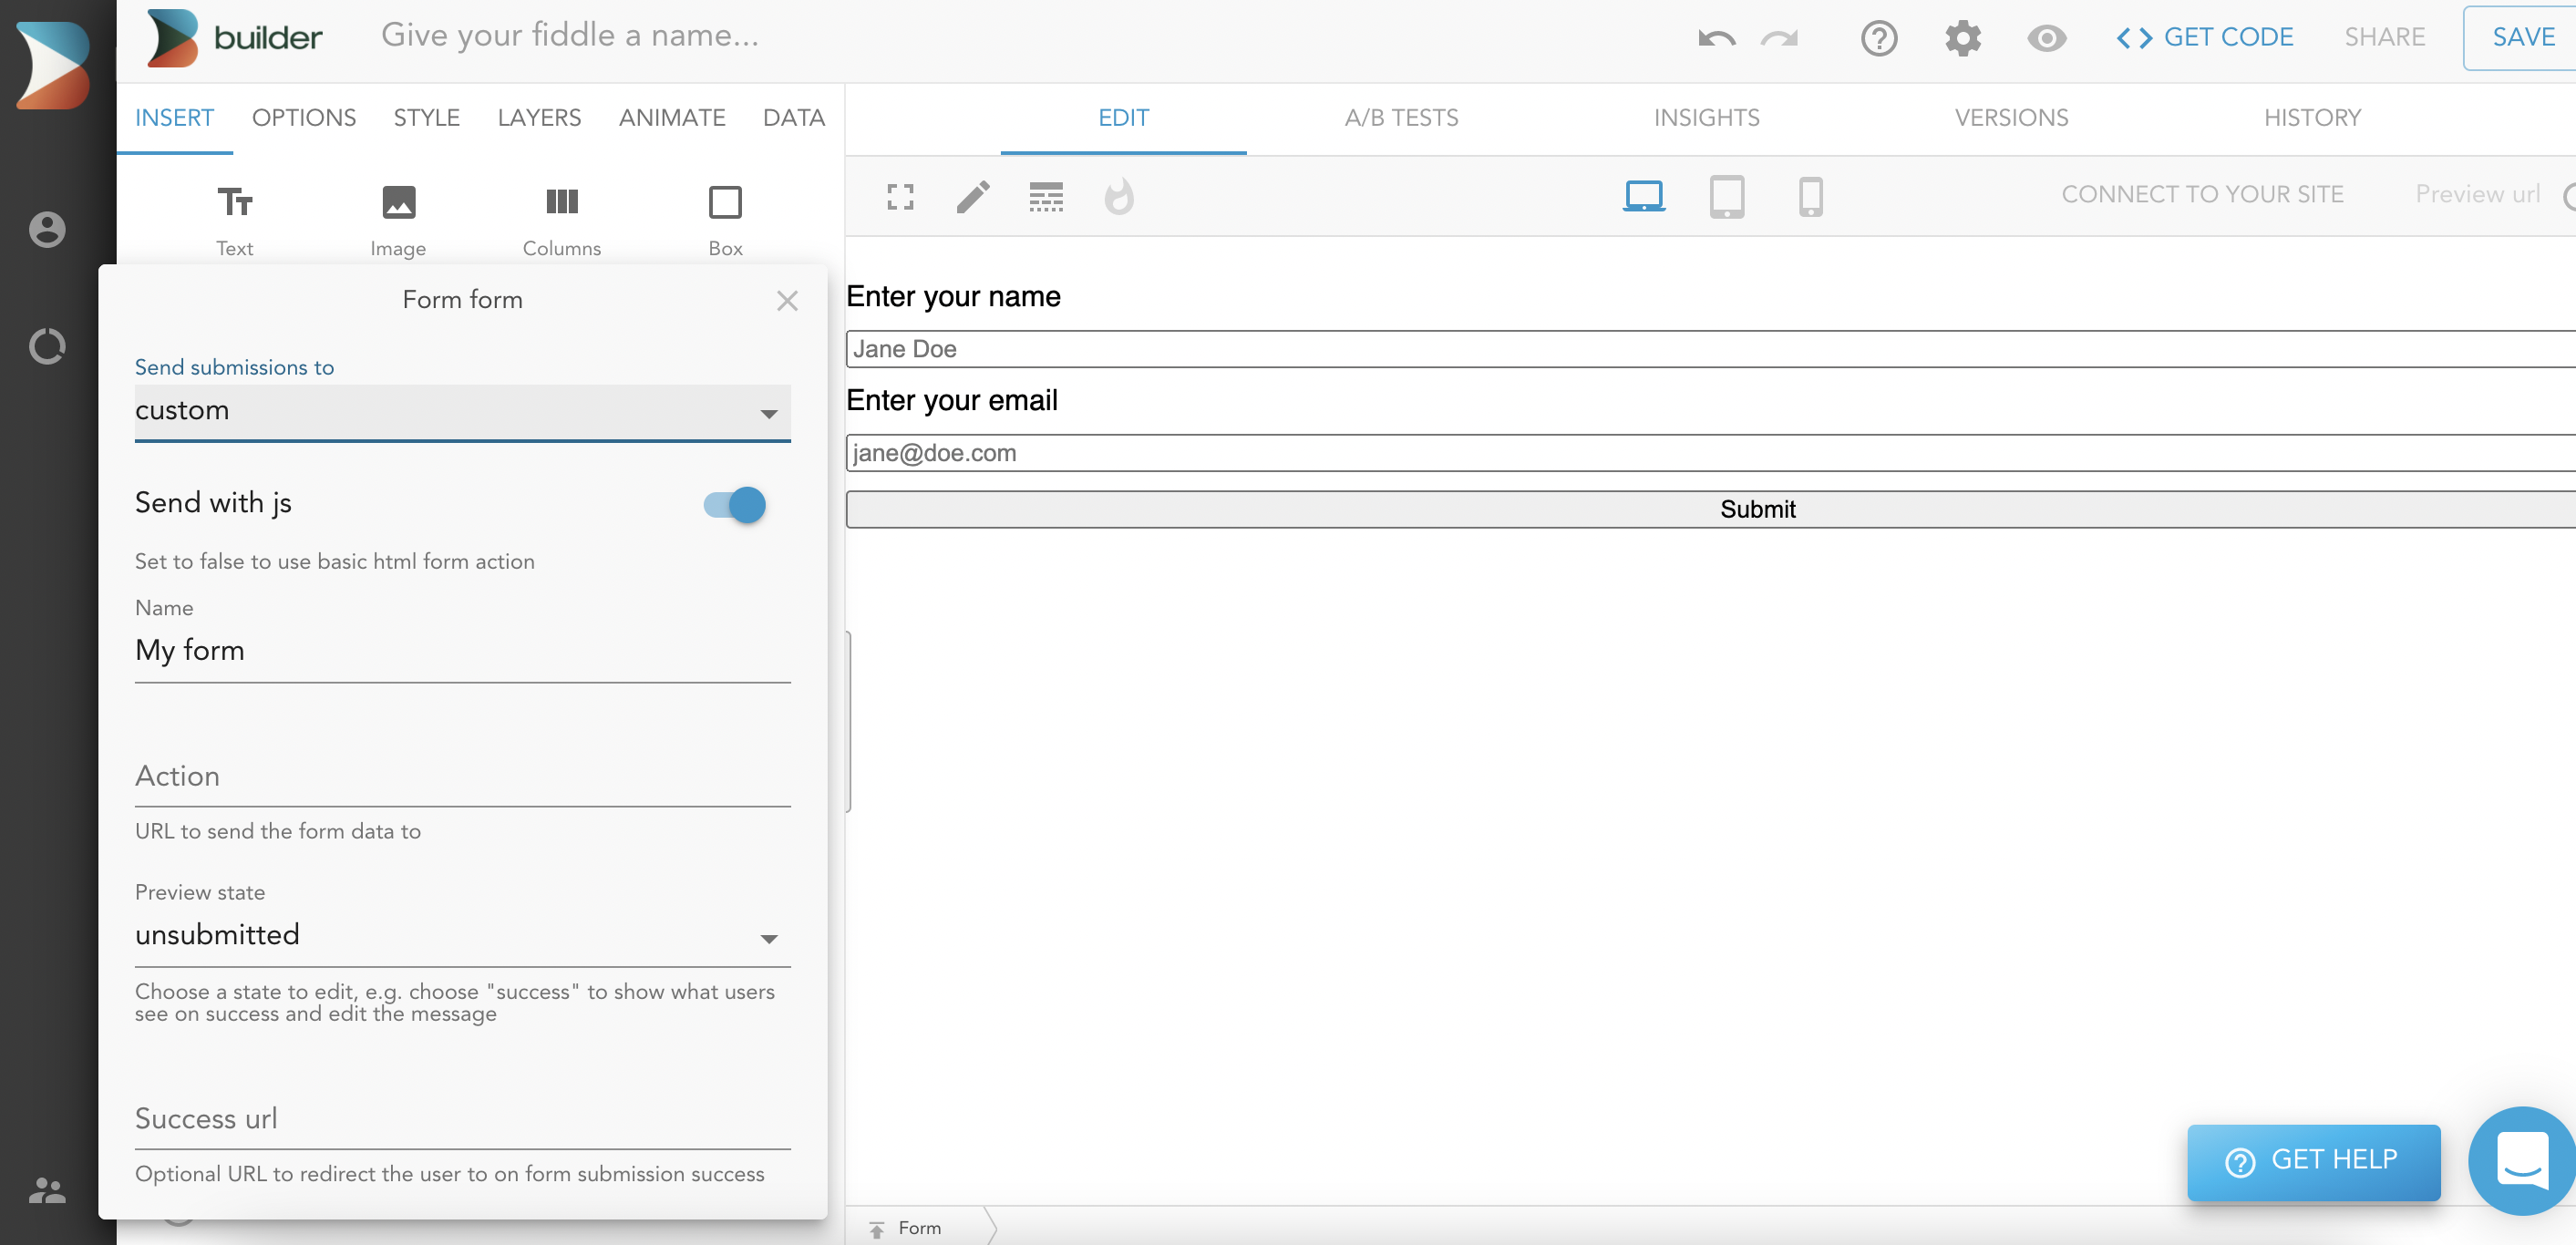 builder
Give your fiddle a name...
GET CODE
SHARE
SAVE
INSERT
OPTIONS
STYLE
LAYERS
ANIMATE
DATA
EDIT
A/B TESTS
INSIGHTS
VERSIONS
HISTORY
Text
Image
Columns
Box
CONNECT TO YOUR SITE
Preview url
Form form
Send submissions to
custom
Send with js
Set to false to use basic html form action
Name
My form
Action
URL to send the form data to
Preview state
unsubmitted
Choose a state to edit, e.g. choose "success" to show what users
see on success and edit the message
Success url
Optional URL to redirect the user to on form submission success
Enter your name
Jane Doe
Enter your email
jane@doe.com
Submit
GET HELP
Form